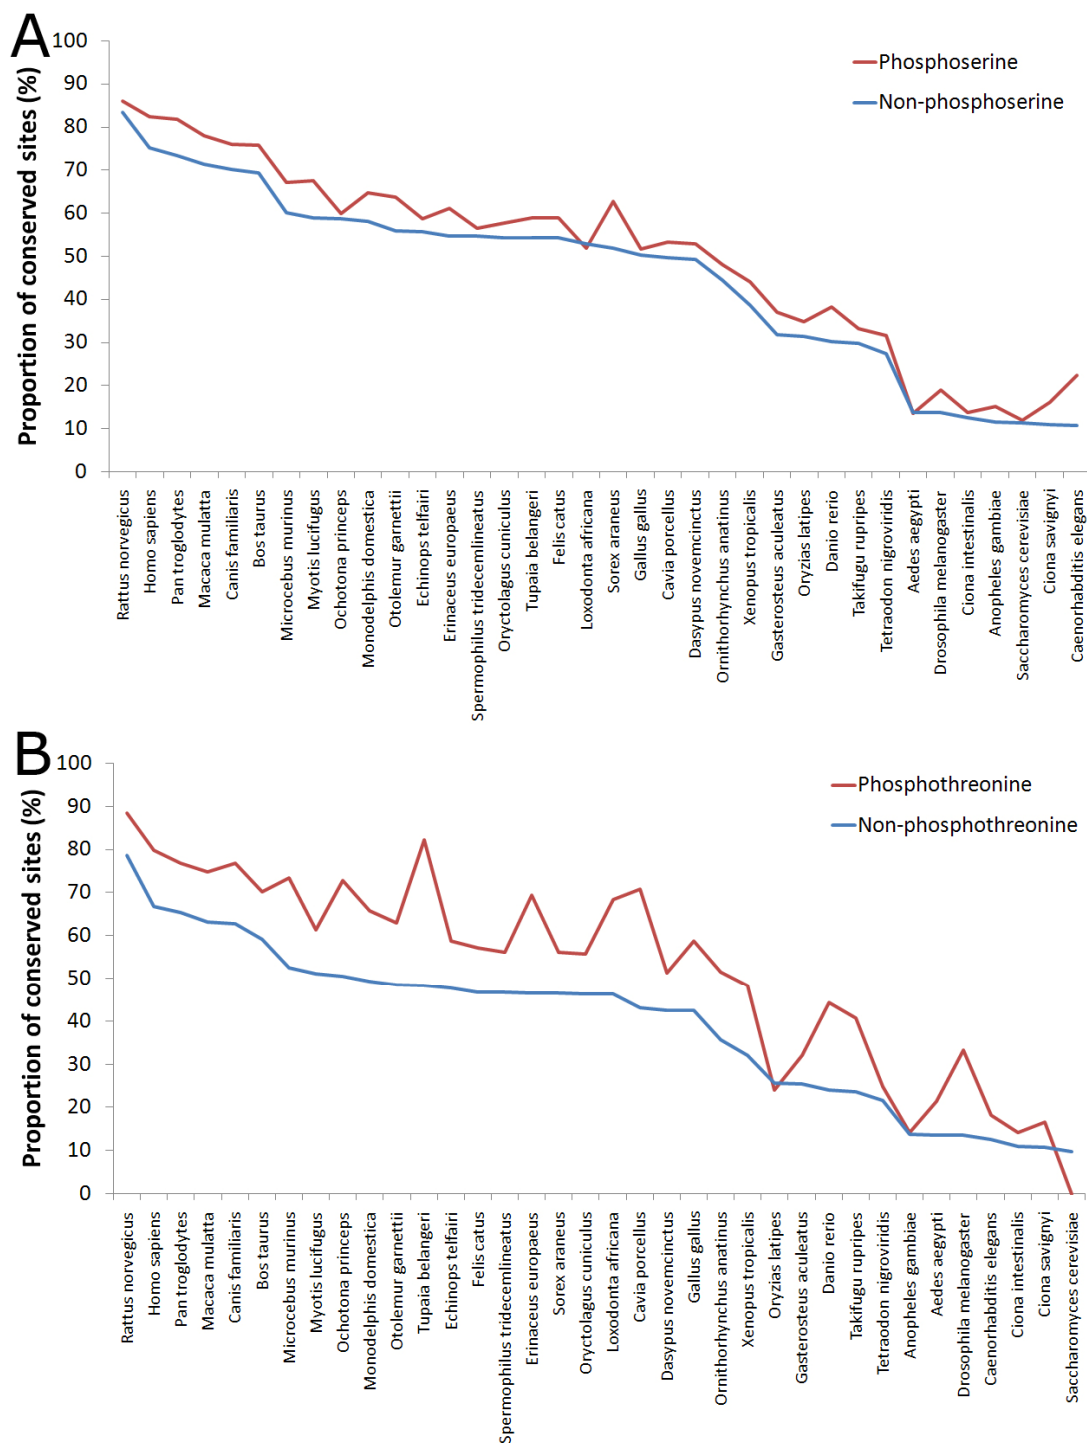 A
Proportion of conserved sites (%)
100
90
80
70
60
50
40
30
20
10
0
Phosphoserine
Non-phosphoserine
Rattus norvegicus
Homo sapiens
Pan troglodytes
Macaca mulatta
Canis familiaris
Bos taurus
Microcebus murinus
Myotis lucifugus
Ochotona princeps
Monodelphis domestica
Otolemur garnettii
Echinops telfairi
Erinaceus europaeus
Spermophilus tridecemlineatus
Oryctolagus cuniculus
Tupaia belangeri
Felis catus
Loxodonta africana
Sorex araneus
Gallus gallus
Cavia porcellus
Dasypus novemcinctus
Ornithorhynchus anatinus
Xenopus tropicalis
Gasterosteus aculeatus
Oryzias latipes
Danio rerio
Takifugu rupripes
Tetraodon nigroviridis
Aedes aegypti
Drosophila melanogaster
Ciona intestinalis
Anopheles gambiae
Saccharomyces cerevisiae
Ciona savignyi
Caenorhabditis elegans
B
Proportion of conserved sites (%)
100
90
80
70
60
50
40
30
20
10
0
Phosphothreonine
Non-phosphothreonine
Rattus norvegicus
Homo sapiens
Pan troglodytes
Macaca mulatta
Canis familiaris
Bos taurus
Microcebus murinus
Myotis lucifugus
Ochotona princeps
Monodelphis domestica
Otolemur garnettii
Tupaia belangeri
Echinops telfairi
Felis catus
Spermophilus tridecemlineatus
Erinaceus europaeus
Sorex araneus
Oryctolagus cuniculus
Loxodonta africana
Cavia porcellus
Dasypus novemcinctus
Gallus gallus
Ornithorhynchus anatinus
Xenopus tropicalis
Oryzias latipes
Gasterosteus aculeatus
Danio rerio
Takifugu rupripes
Tetraodon nigroviridis
Anopheles gambiae
Aedes aegypti
Drosophila melanogaster
Caenorhabditis elegans
Ciona intestinalis
Ciona savignyi
Saccharomyces cerevisiae